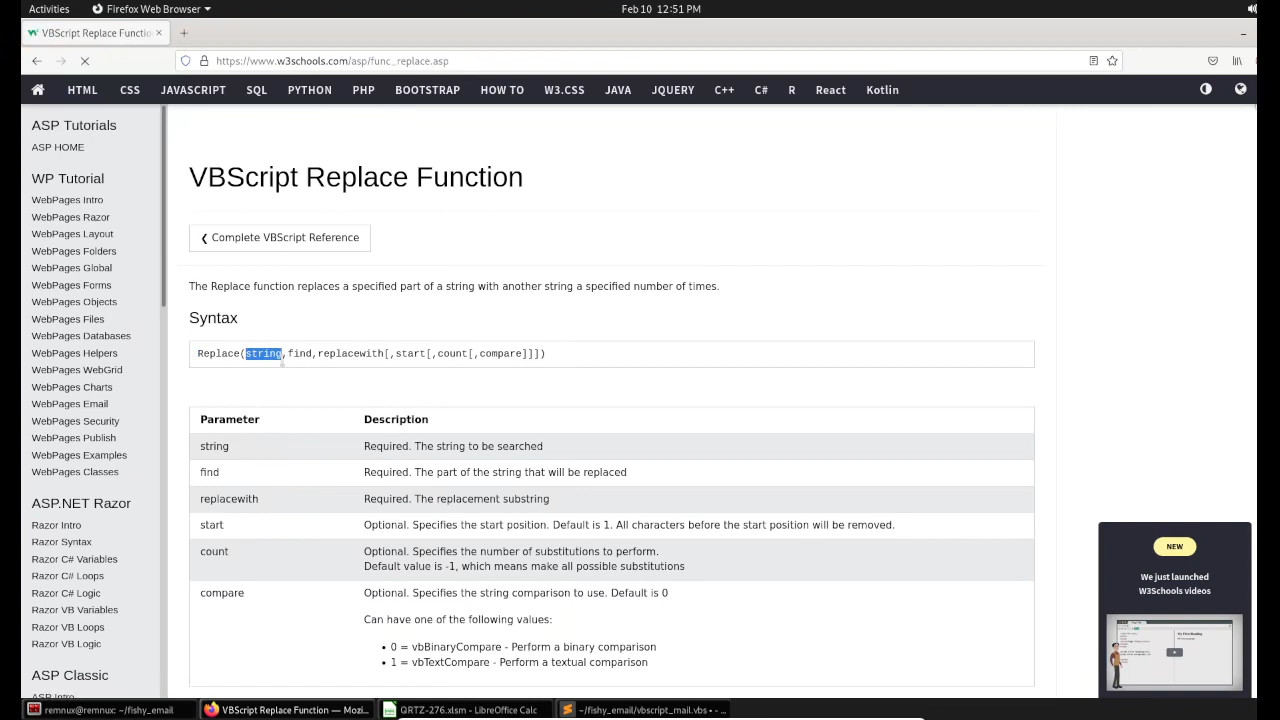 Activities Firefox Web Browser Feb 10 12:51 PM
VBScript Replace Functio
https://www.w3schools.com/asp/func_replace.asp
HTML CSS JAVASCRIPT SQL PYTHON PHP BOOTSTRAP HOW TO W3.CSS JAVA JQUERY C++ C# R React Kotlin
ASP Tutorials
ASP HOME
WP Tutorial
WebPages Intro
WebPages Razor
WebPages Layout
WebPages Folders
WebPages Global
WebPages Forms
WebPages Objects
WebPages Files
WebPages Databases
WebPages Helpers
WebPages WebGrid
WebPages Charts
WebPages Email
WebPages Security
WebPages Publish
WebPages Examples
WebPages Classes
ASP.NET Razor
Razor Intro
Razor Syntax
Razor C# Variables
Razor C# Loops
Razor C# Logic
Razor VB Variables
Razor VB Loops
Razor VB Logic
ASP Classic
ASP Intro
VBScript Replace Function
❮ Complete VBScript Reference
The Replace function replaces a specified part of a string with another string a specified number of times.
Syntax
Replace(string,find,replacewith[,start[,count[,compare]]])
Parameter Description
string Required. The string to be searched
find Required. The part of the string that will be replaced
replacewith Required. The replacement substring
start Optional. Specifies the start position. Default is 1. All characters before the start position will be removed.
count Optional. Specifies the number of substitutions to perform.
Default value is -1, which means make all possible substitutions
compare Optional. Specifies the string comparison to use. Default is 0
Can have one of the following values:
• 0 = vbBinaryCompare - Perform a binary comparison
• 1 = vbTextCompare - Perform a textual comparison
NEW
We just launched
W3Schools videos
remnux@remnux: ~/fishy_email VBScript Replace Function — Mozi... QRTZ-276.xlsm - LibreOffice Calc ~/fishy_email/vbscript_mail.vbs • - ...